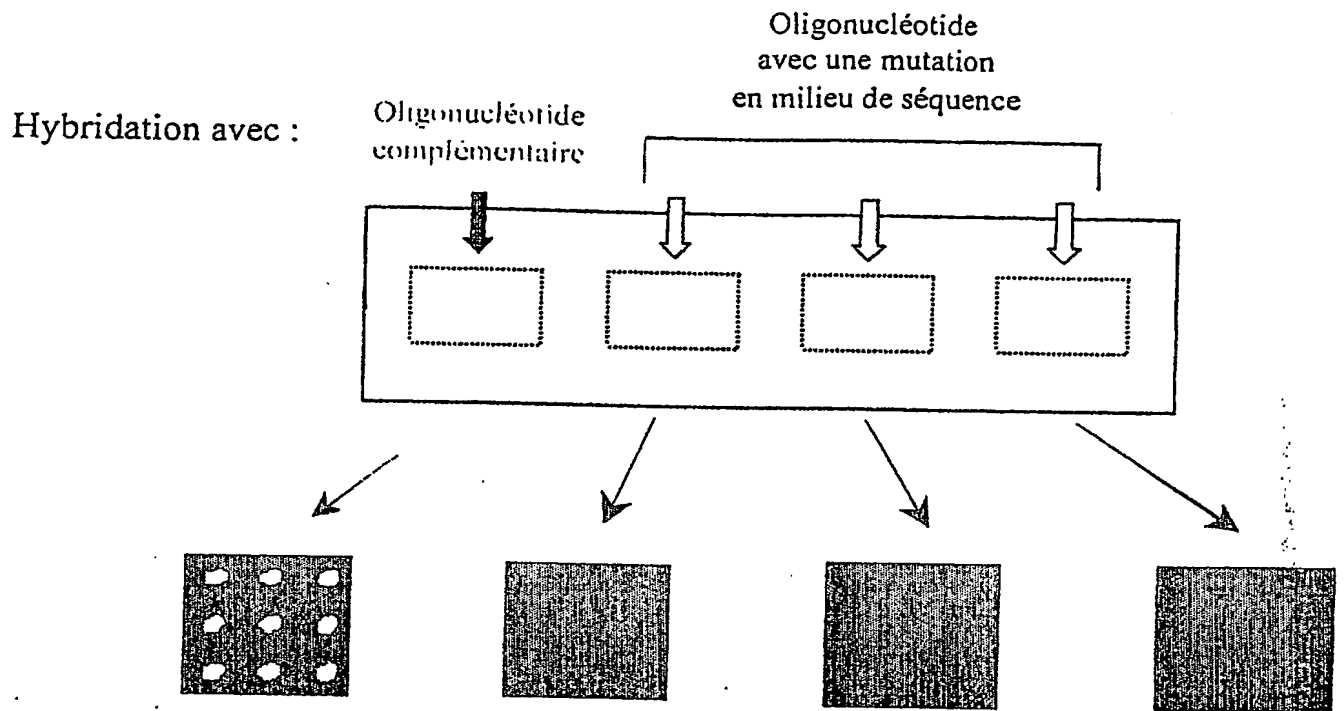 Oligonucléotide
avec une mutation
en milieu de séquence
Hybridation avec :
Oligonucléotide
complémentaire